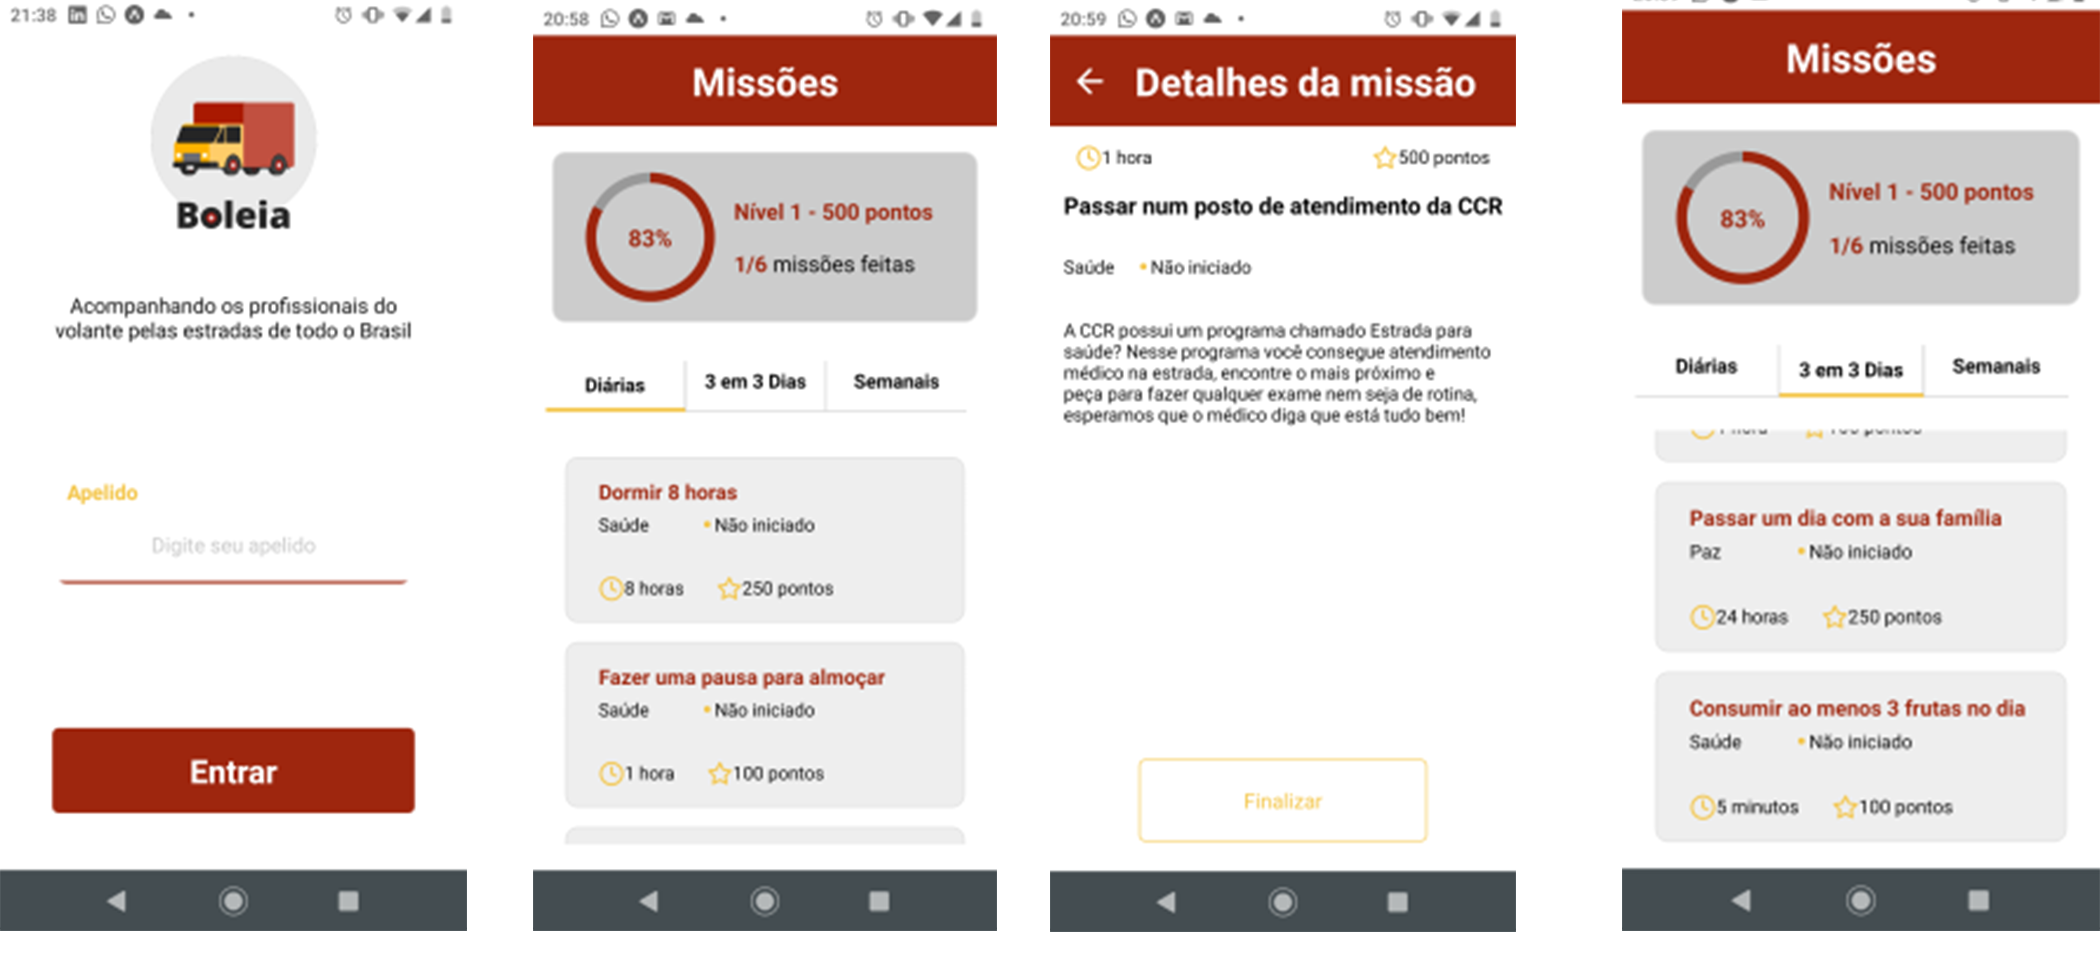 21:38
Boleia
Acompanhando os profissionais do
volante pelas estradas de todo o Brasil
Apelido
Digite seu apelido
Entrar
20:58
Missões
83%
Nível 1 - 500 pontos
1/6 missões feitas
Diárias
3 em 3 Dias
Semanais
Dormir 8 horas
Saúde
Não iniciado
8 horas
250 pontos
Fazer uma pausa para almoçar
Saúde
Não iniciado
1 hora
100 pontos
20:59
Detalhes da missão
1 hora
500 pontos
Passar num posto de atendimento da CCR
Saúde
Não iniciado
A CCR possui um programa chamado Estrada para
saúde? Nesse programa você consegue atendimento
médico na estrada, encontre o mais próximo e
peça para fazer qualquer exame nem seja de rotina,
esperamos que o médico diga que está tudo bem!
Finalizar
Missões
83%
Nível 1 - 500 pontos
1/6 missões feitas
Diárias
3 em 3 Dias
Semanais
Passar um dia com a sua família
Paz
Não iniciado
24 horas
250 pontos
Consumir ao menos 3 frutas no dia
Saúde
Não iniciado
5 minutos
100 pontos